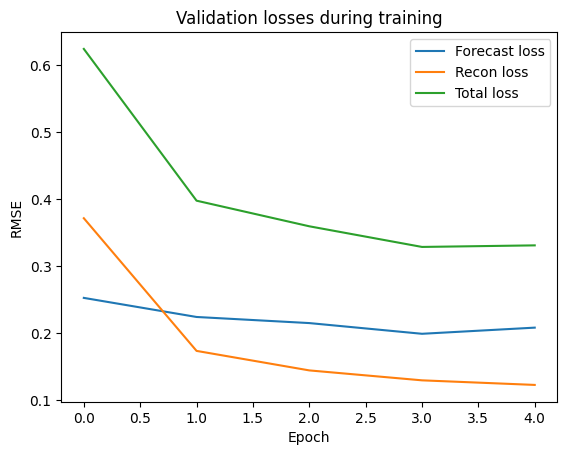 Validation losses during training
Forecast loss
Recon loss
Total loss
RMSE
0.6
0.5
0.4
0.3
0.2
0.1
0.0 0.5 1.0 1.5 2.0 2.5 3.0 3.5 4.0
Epoch